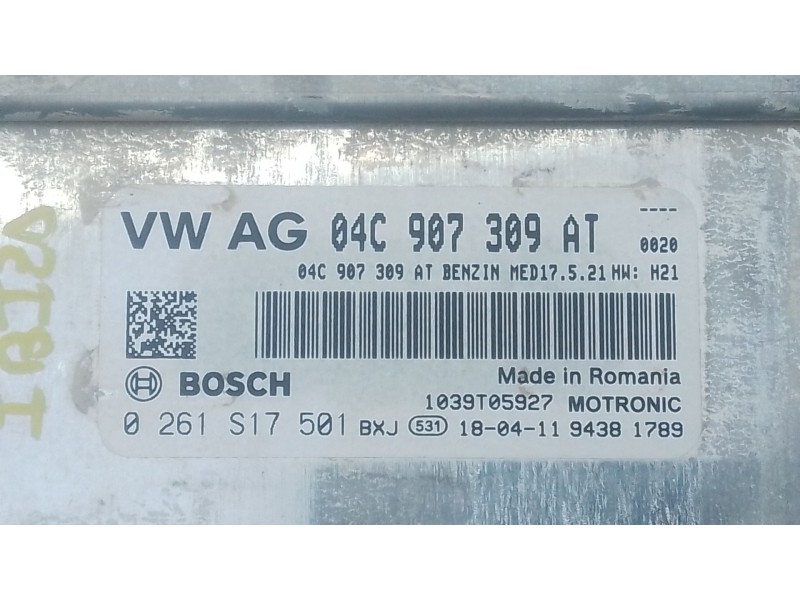 VW AG 04C 907 309 AT
----
0020
04C 907 309 AT BENZIN MED17.5.21 HW: H21
BOSCH
Made in Romania
1039T05927 MOTRONIC
0 261 S17 501 BXJ 531 18-04-11 9438 1789
IBIZA